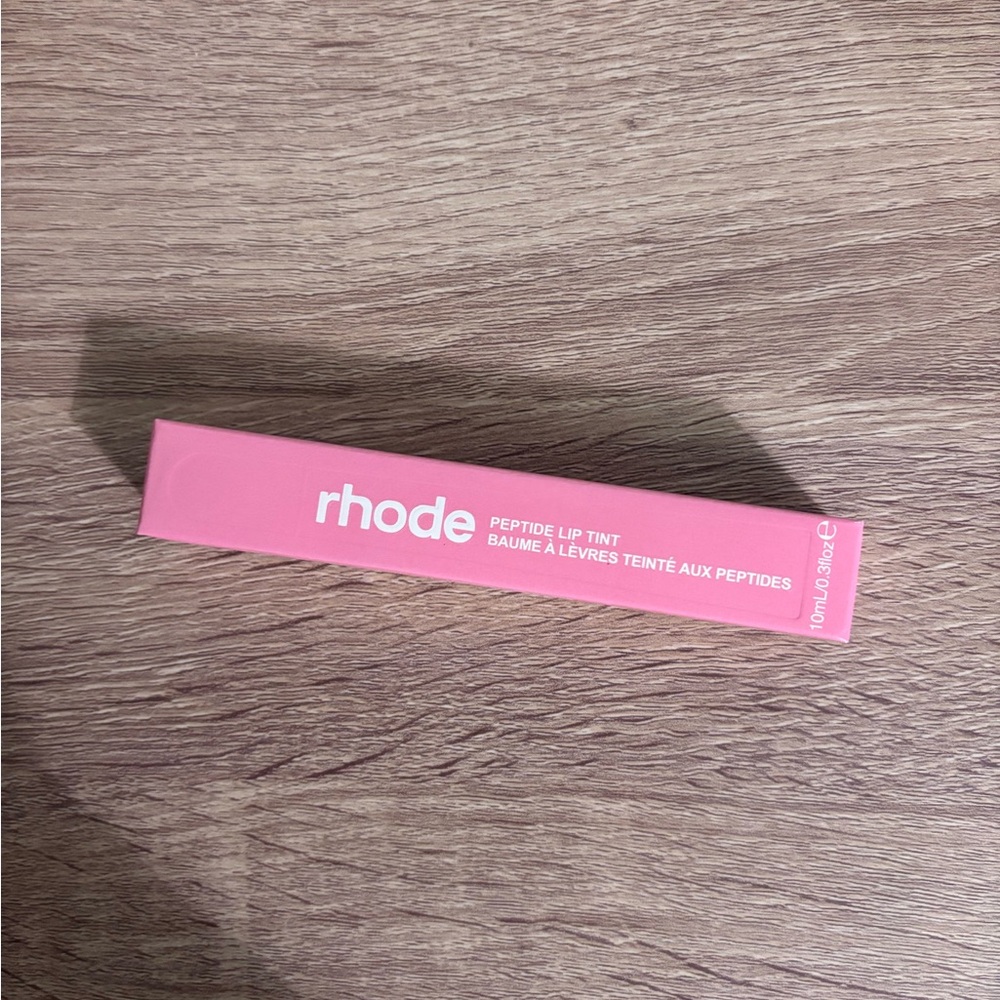 rhode
PEPTIDE LIP TINT
BAUME À LÈVRES TEINTÉ AUX PEPTIDES
10mL/0.3floz℮